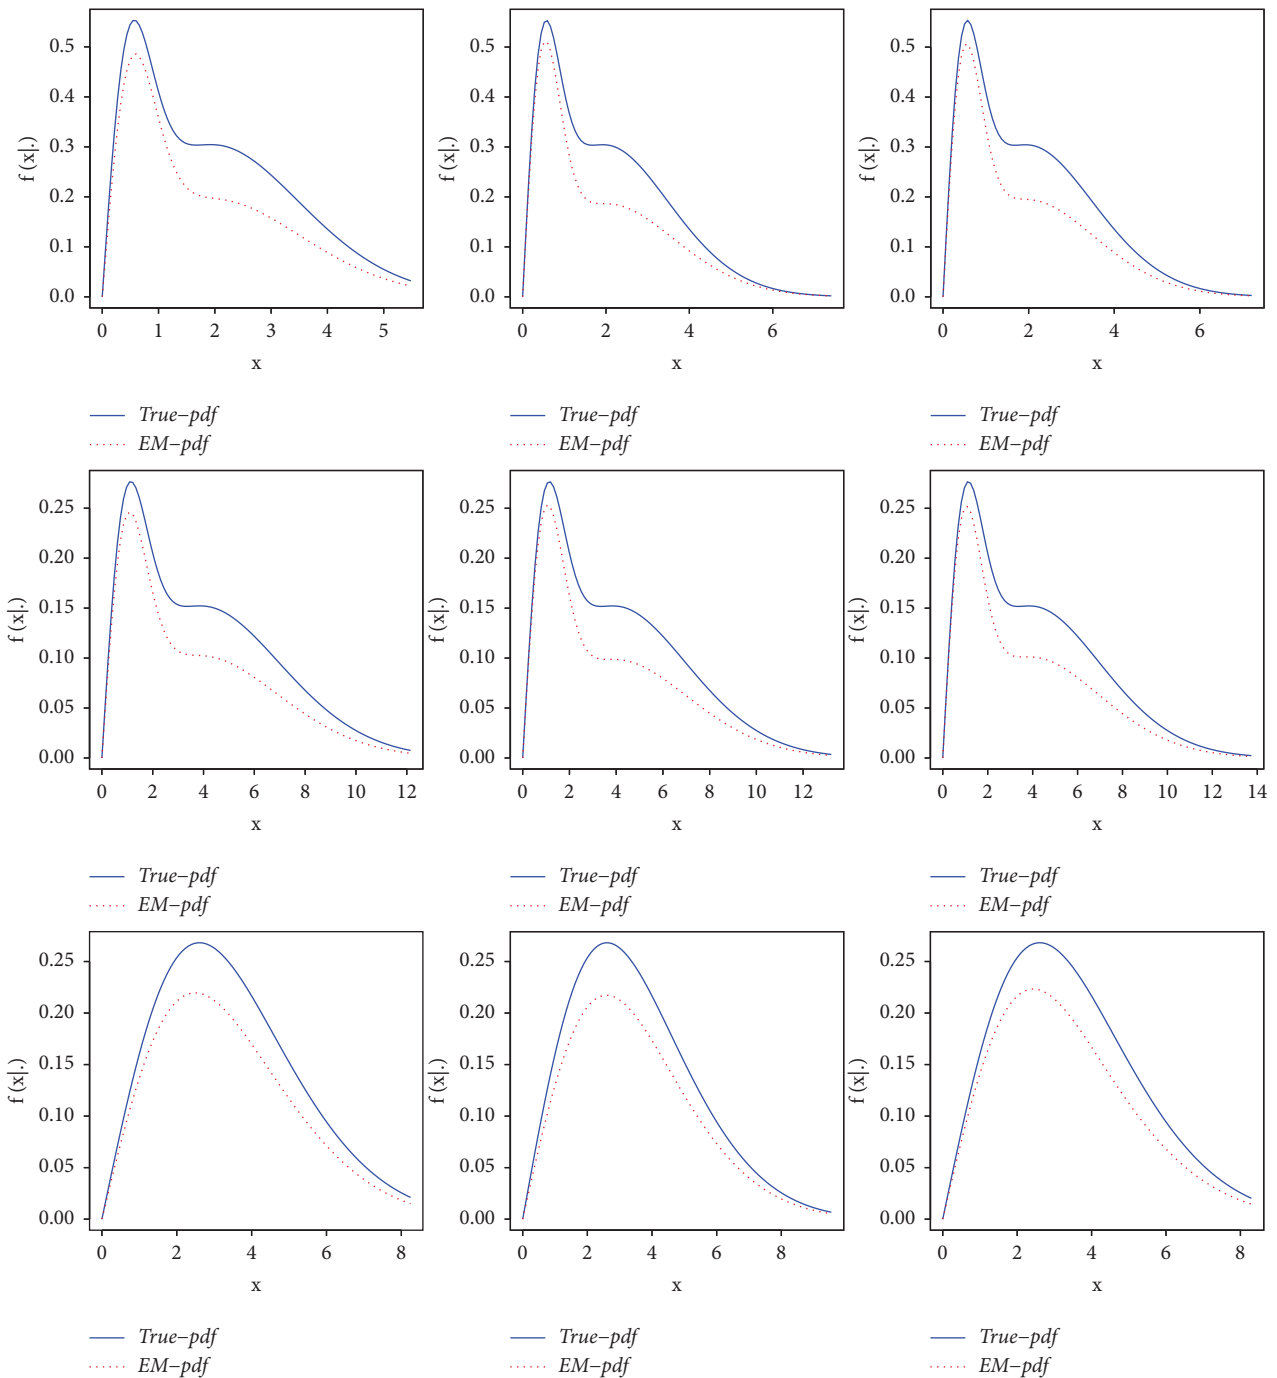 f (x|.)
0.5
0.4
0.3
0.2
0.1
0.0
0 1 2 3 4 5
x
True–pdf
EM–pdf
f (x|.)
0.5
0.4
0.3
0.2
0.1
0.0
0 2 4 6
x
True–pdf
EM–pdf
f (x|.)
0.5
0.4
0.3
0.2
0.1
0.0
0 2 4 6
x
True–pdf
EM–pdf
f (x|.)
0.25
0.20
0.15
0.10
0.05
0.00
0 2 4 6 8 10 12
x
True–pdf
EM–pdf
f (x|.)
0.25
0.20
0.15
0.10
0.05
0.00
0 2 4 6 8 10 12
x
True–pdf
EM–pdf
f (x|.)
0.25
0.20
0.15
0.10
0.05
0.00
0 2 4 6 8 10 12 14
x
True–pdf
EM–pdf
f (x|.)
0.25
0.20
0.15
0.10
0.05
0.00
0 2 4 6 8
x
True–pdf
EM–pdf
f (x|.)
0.25
0.20
0.15
0.10
0.05
0.00
0 2 4 6 8
x
True–pdf
EM–pdf
f (x|.)
0.25
0.20
0.15
0.10
0.05
0.00
0 2 4 6 8
x
True–pdf
EM–pdf